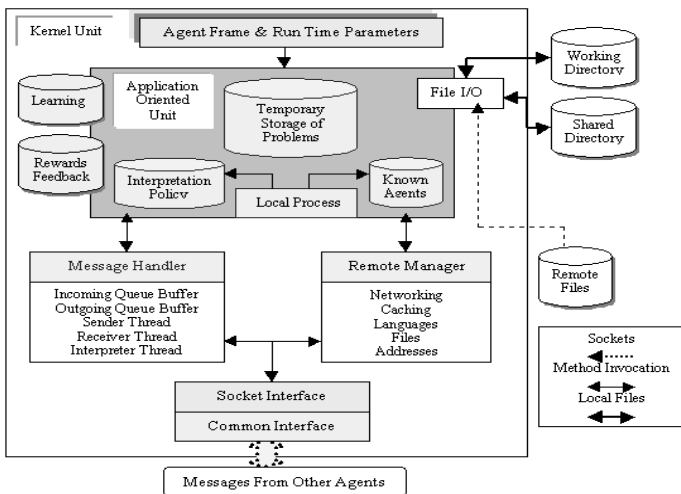 Kernel Unit
Agent Frame & Run Time Parameters
Learning
Application
Oriented
Unit
Temporary
Storage of
Problems
File I/O
Working
Directory
Shared
Directory
Rewards
Feedback
Interpretation
Policy
Known
Agents
Local Process
Message Handler
Incoming Queue Buffer
Outgoing Queue Buffer
Sender Thread
Receiver Thread
Interpreter Thread
Remote Manager
Networking
Caching
Languages
Files
Addresses
Remote
Files
Sockets
Method Invocation
Local Files
Socket Interface
Common Interface
Messages From Other Agents